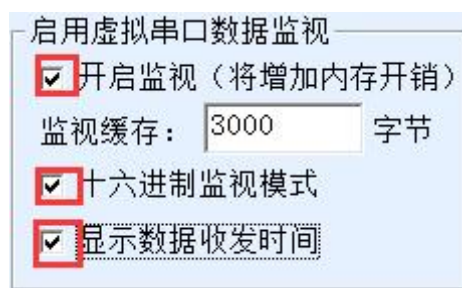 启用虚拟串口数据监视
开启监视（将增加内存开销）
监视缓存： 3000 字节
十六进制监视模式
显示数据收发时间